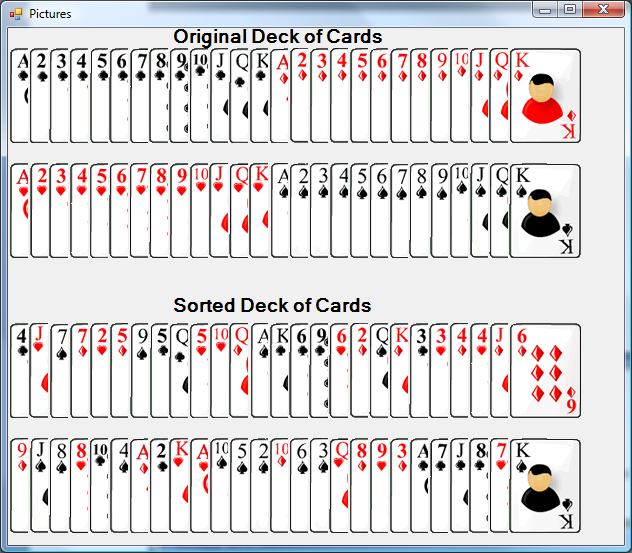 Pictures
Original Deck of Cards
A 2 3 4 5 6 7 8 9 10 J Q K A 2 3 4 5 6 7 8 9 10 J Q K
K
A 2 3 4 5 6 7 8 9 10 J Q K A 2 3 4 5 6 7 8 9 10 J Q K
K
Sorted Deck of Cards
4 J 7 7 2 5 9 5 Q 5 10 Q A K 6 9 6 2 Q K 3 3 4 4 J 6
6
9 J 8 8 10 4 A 2 K A 10 5 2 10 6 3 Q 8 9 3 A 7 J 8 7 K
K